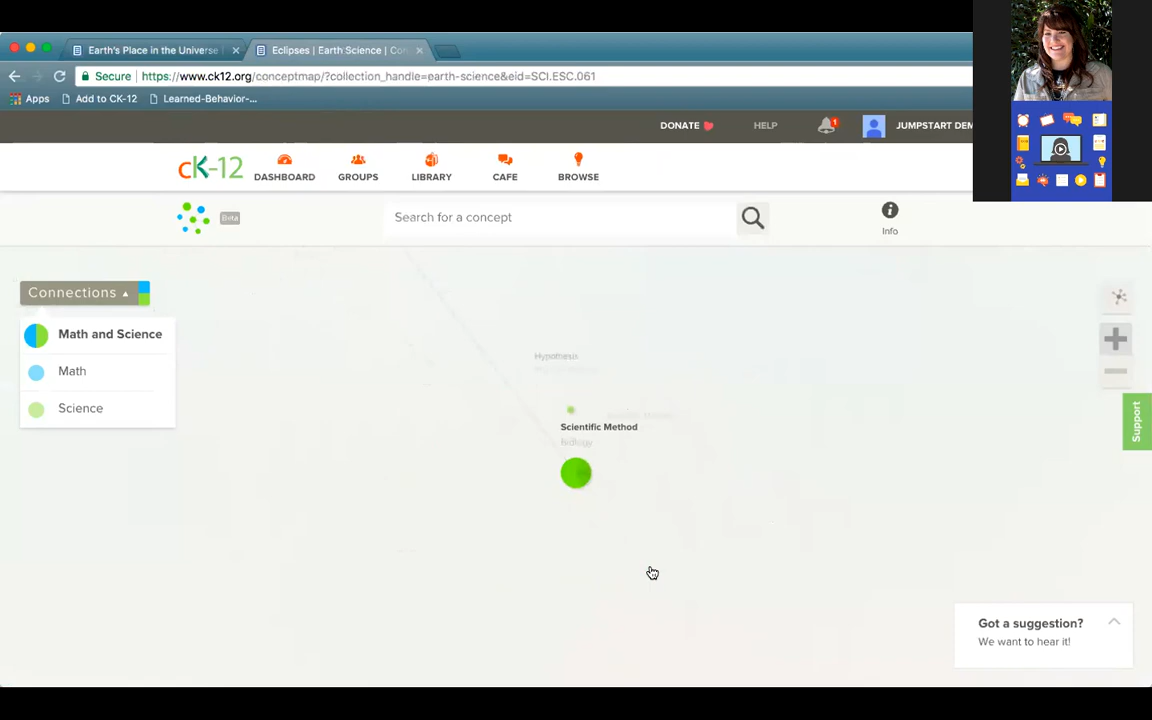 Earth's Place in the Universe
Eclipses | Earth Science | Co
Secure
https://www.ck12.org/conceptmap/?collection_handle=earth-science&eid=SCI.ESC.061
Apps
Add to CK-12
Learned-Behavior-...
DONATE
HELP
1
JUMPSTART DEM
cK-12
DASHBOARD
GROUPS
LIBRARY
CAFE
BROWSE
Beta
Search for a concept
Info
Connections
Math and Science
Math
Science
Hypothesis
Scientific Method
Support
Got a suggestion?
We want to hear it!